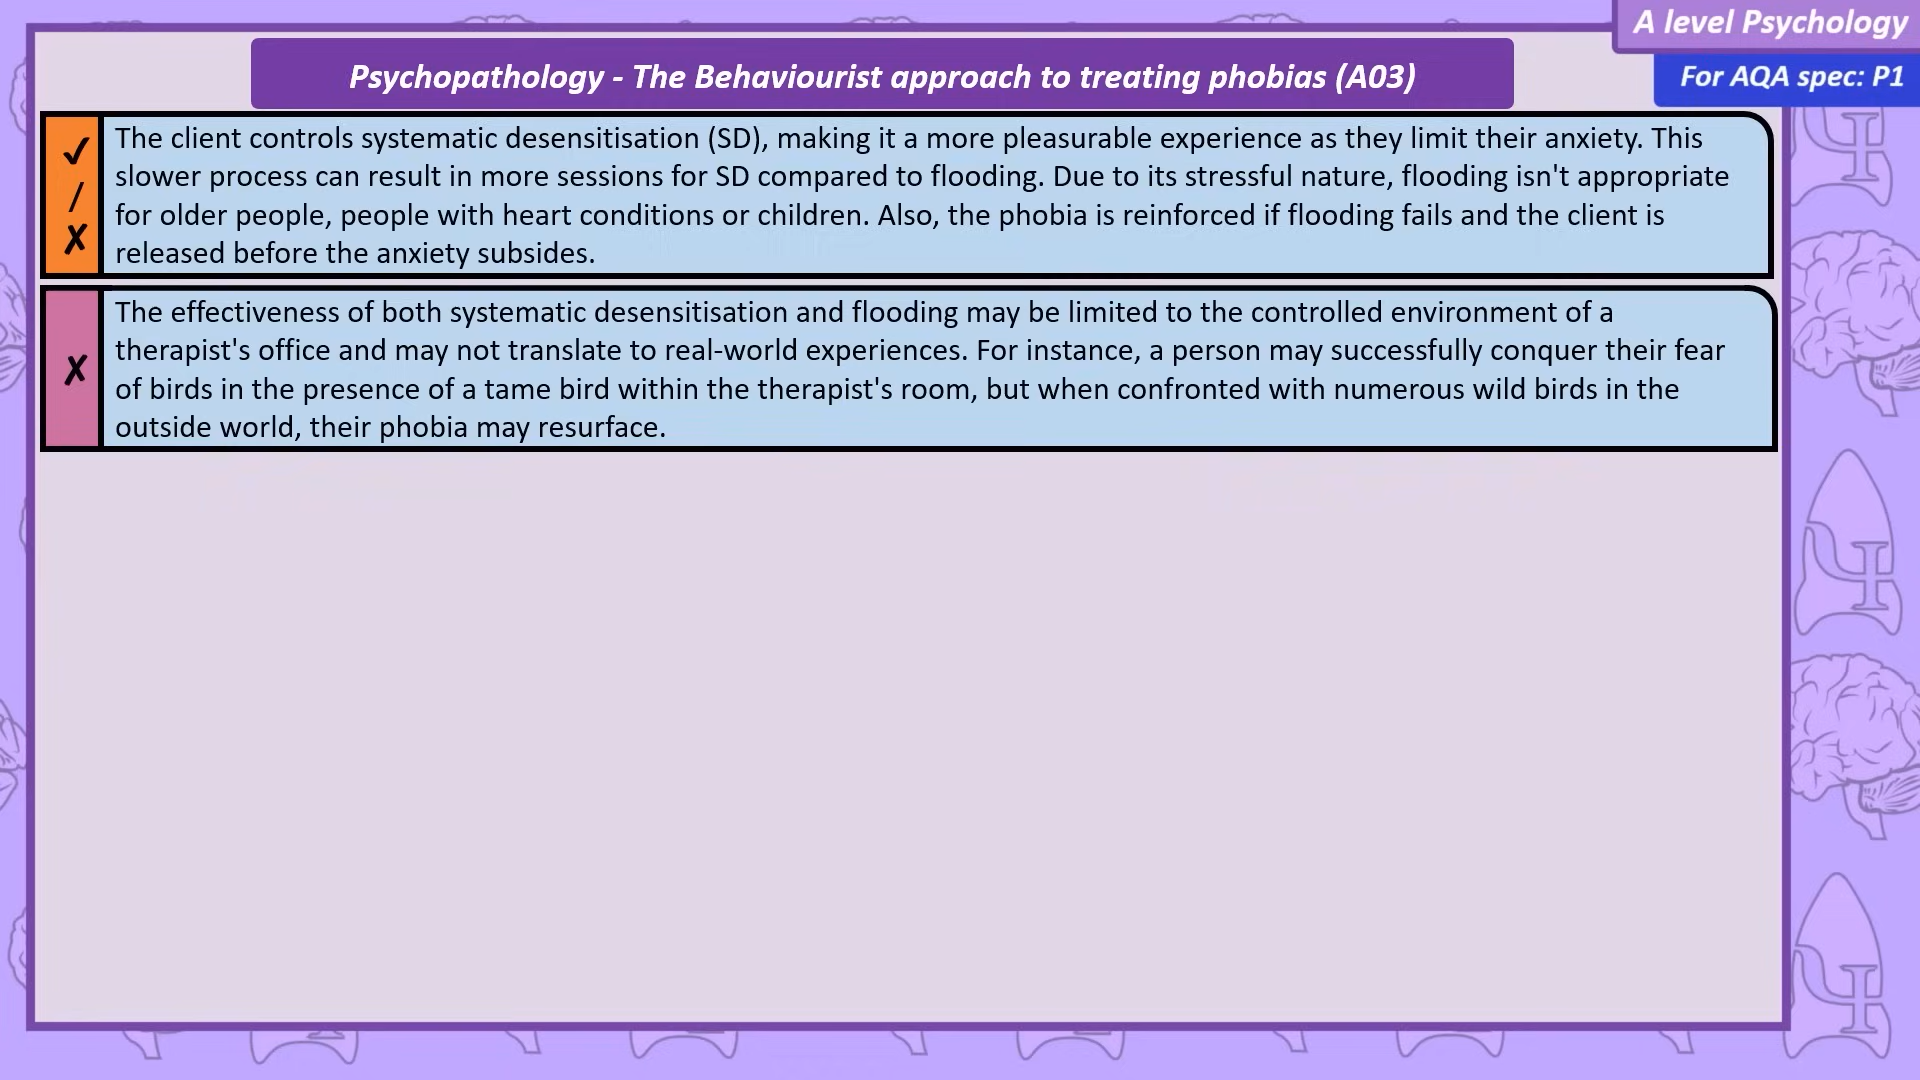 A level Psychology
For AQA spec: P1
Psychopathology - The Behaviourist approach to treating phobias (A03)
✓
/
✗
The client controls systematic desensitisation (SD), making it a more pleasurable experience as they limit their anxiety. This
slower process can result in more sessions for SD compared to flooding. Due to its stressful nature, flooding isn't appropriate
for older people, people with heart conditions or children. Also, the phobia is reinforced if flooding fails and the client is
released before the anxiety subsides.
✗
The effectiveness of both systematic desensitisation and flooding may be limited to the controlled environment of a
therapist's office and may not translate to real-world experiences. For instance, a person may successfully conquer their fear
of birds in the presence of a tame bird within the therapist's room, but when confronted with numerous wild birds in the
outside world, their phobia may resurface.